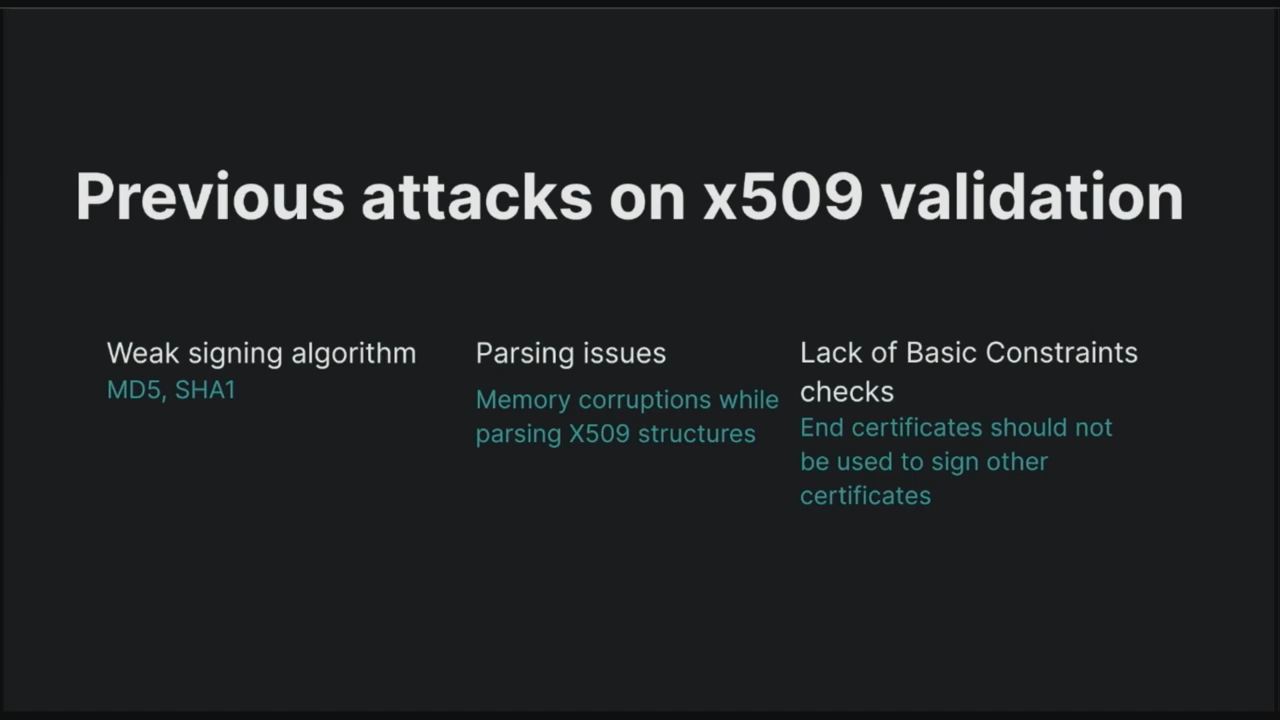 Previous attacks on x509 validation
Weak signing algorithm
MD5, SHA1
Parsing issues
Memory corruptions while
parsing X509 structures
Lack of Basic Constraints
checks
End certificates should not
be used to sign other
certificates